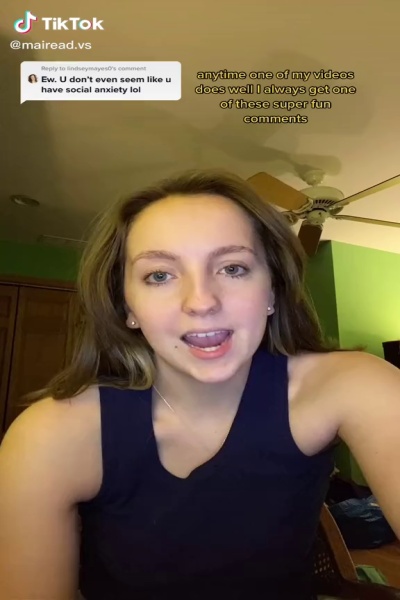 TikTok
@mairead.vs
Reply to lindseymayes0's comment
Ew. U don't even seem like u
have social anxiety lol
anytime one of my videos
does well I always get one
of these super fun
comments